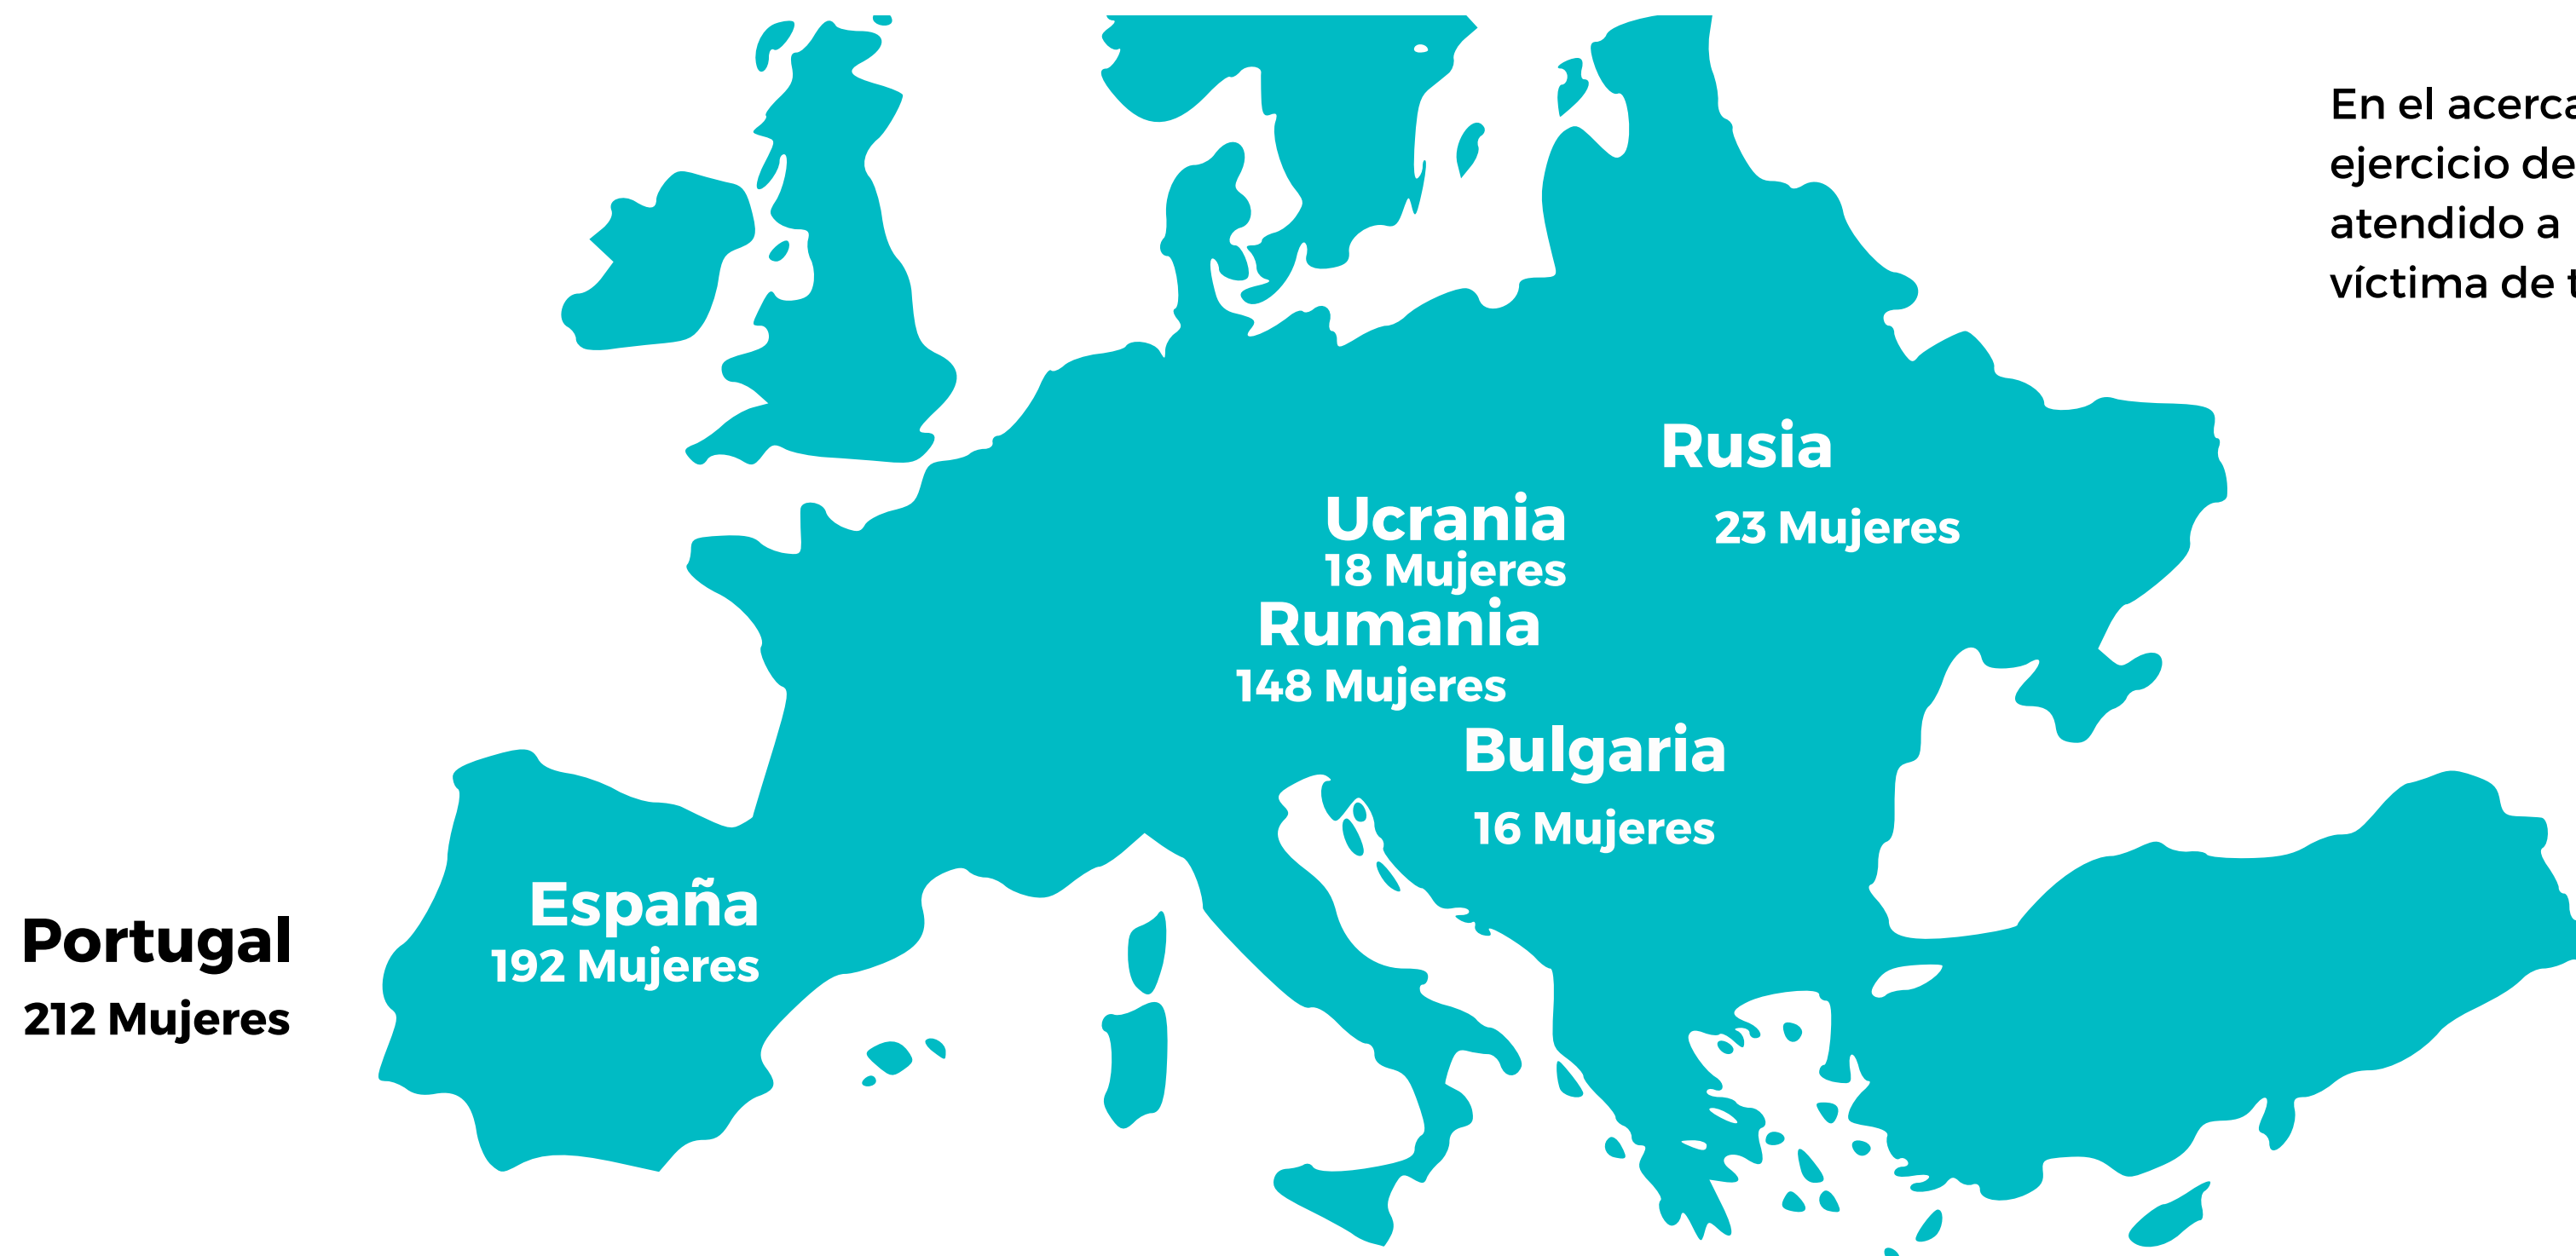 En el acerca
ejercicio de
atendido a
víctima de t
Rusia
23 Mujeres
Ucrania
18 Mujeres
Rumania
148 Mujeres
Bulgaria
16 Mujeres
España
192 Mujeres
Portugal
212 Mujeres